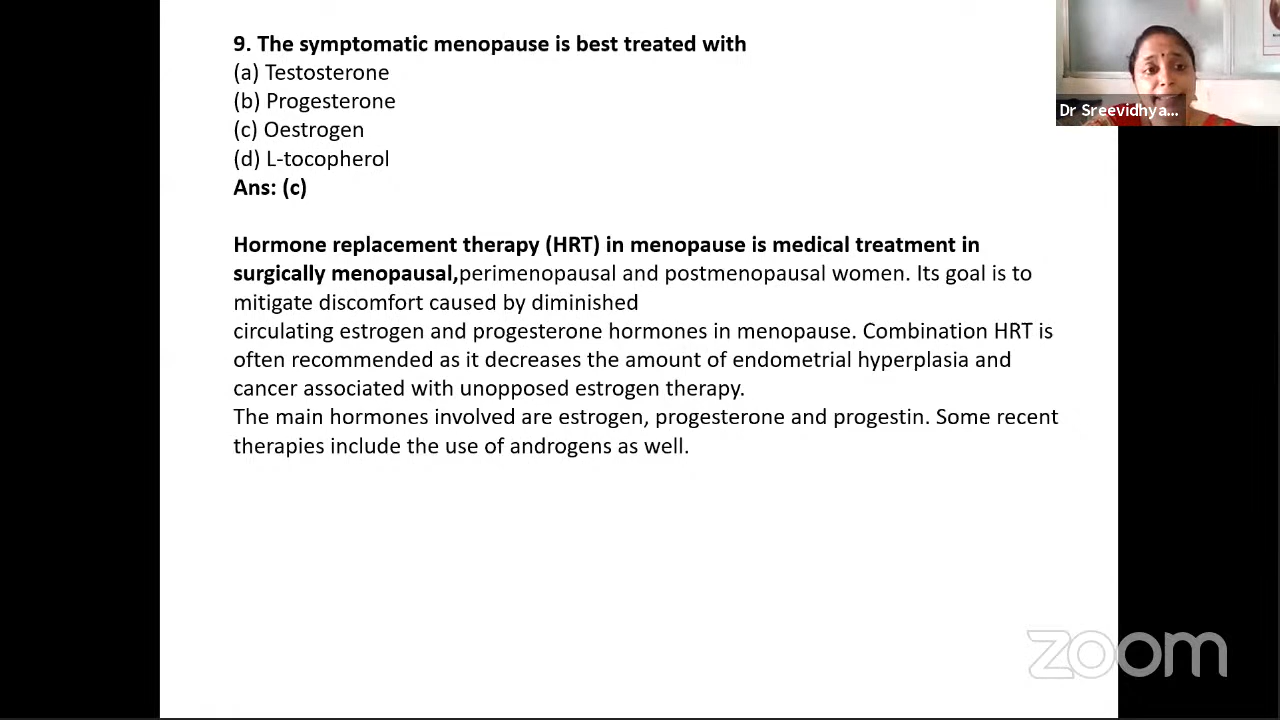 9. The symptomatic menopause is best treated with
(a) Testosterone
(b) Progesterone
(c) Oestrogen
(d) L-tocopherol
Ans: (c)
Hormone replacement therapy (HRT) in menopause is medical treatment in
surgically menopausal,perimenopausal and postmenopausal women. Its goal is to
mitigate discomfort caused by diminished
circulating estrogen and progesterone hormones in menopause. Combination HRT is
often recommended as it decreases the amount of endometrial hyperplasia and
cancer associated with unopposed estrogen therapy.
The main hormones involved are estrogen, progesterone and progestin. Some recent
therapies include the use of androgens as well.
Dr Sreevidhya...
zoom